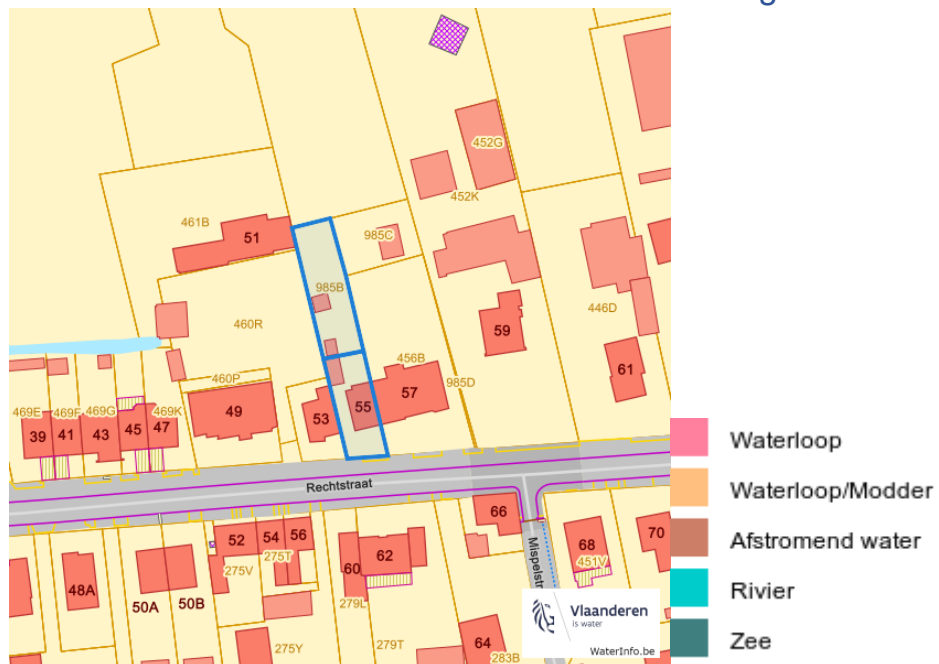 452G
452K
461B
51
985C
985B
460R
59
446D
61
456B
985D
57
55
53
460P
49
469E
469F
469G
469K
39
41
43
45
47
Rechtstraat
66
52
54
56
275V
275T
60
62
68
451V
70
48A
50A
50B
279L
279T
275Y
64
283B
Vlaanderen
is water
WaterInfo.be
Waterloop
Waterloop/Modder
Afstromend water
Rivier
Zee